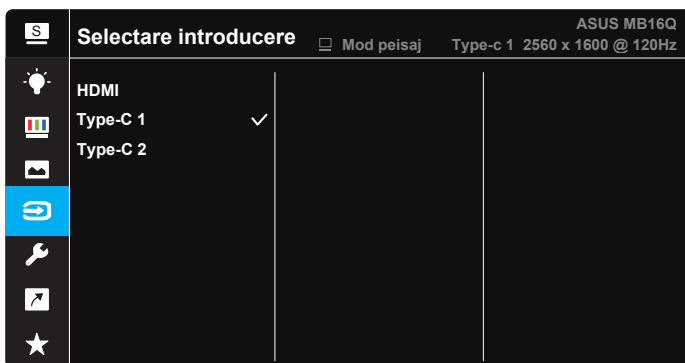 S
Selectare introducere
Mod peisaj
ASUS MB16Q
Type-c 1 2560 x 1600 @ 120Hz
HDMI
Type-C 1
Type-C 2